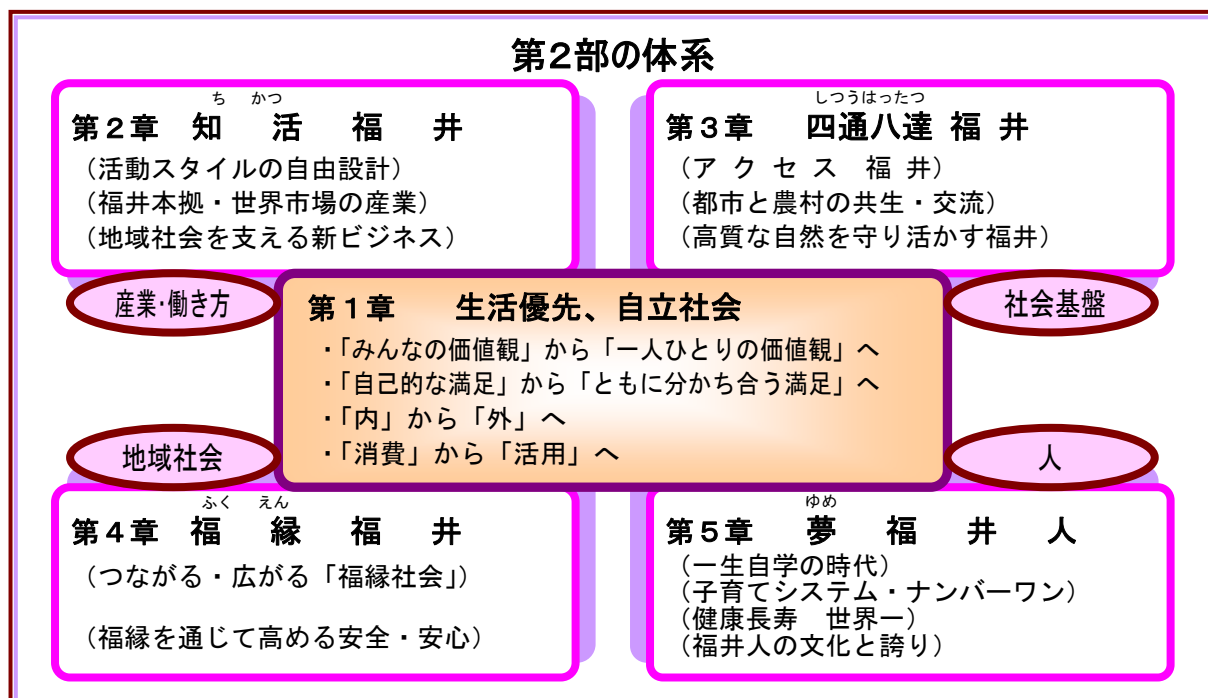 第2部の体系
ち かつ
第2章 知 活 福 井
(活動スタイルの自由設計)
(福井本拠・世界市場の産業)
(地域社会を支える新ビジネス)
しつうはったつ
第3章 四通八達 福 井
(ア ク セ ス 福 井)
(都市と農村の共生・交流)
(高質な自然を守り活かす福井)
産業・働き方
社会基盤
第1章 生活優先、自立社会
・「みんなの価値観」から「一人ひとりの価値観」へ
・「自己的な満足」から「ともに分かち合う満足」へ
・「内」から「外」へ
・「消費」から「活用」へ
地域社会
人
ふく えん
第4章 福 縁 福 井
(つながる・広がる「福縁社会」)
(福縁を通じて高める安全・安心)
ゆめ
第5章 夢 福 井 人
(一生自学の時代)
(子育てシステム・ナンバーワン)
(健康長寿 世界一)
(福井人の文化と誇り)